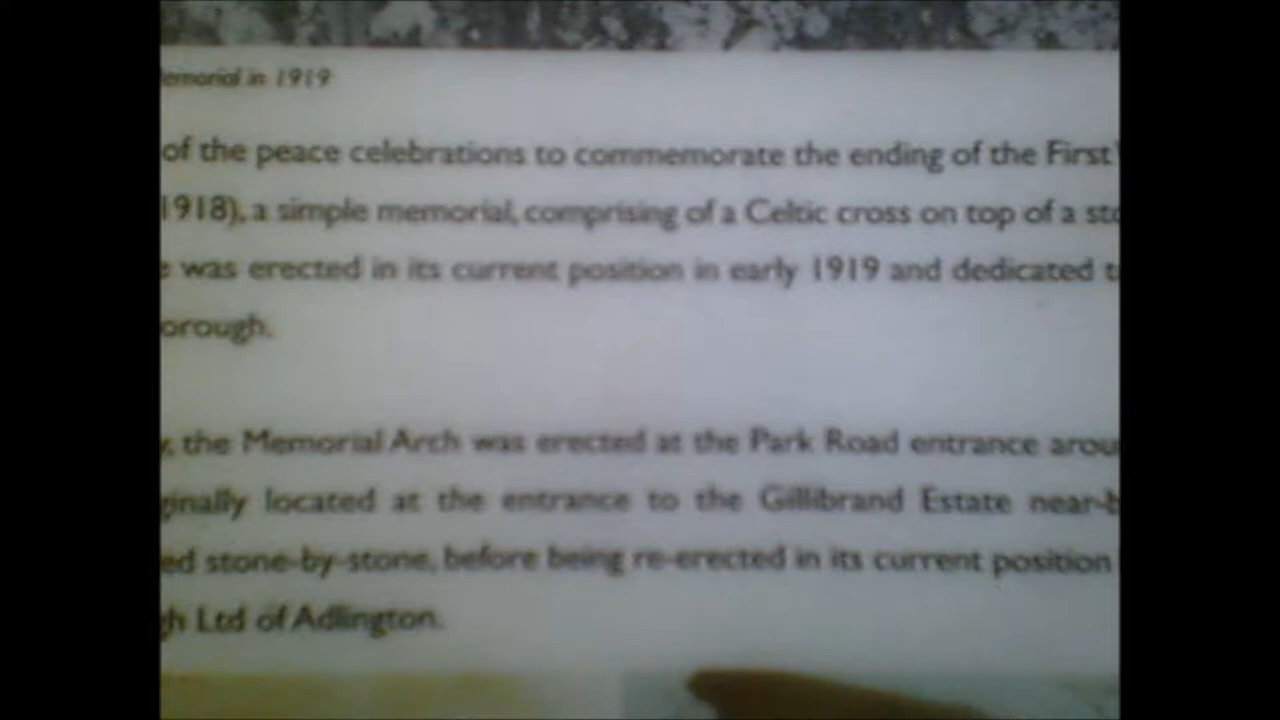 emorial in 1919
of the peace celebrations to commemorate the ending of the First
1918), a simple memorial, comprising of a Celtic cross on top of a sto
e was erected in its current position in early 1919 and dedicated t
orough.
, the Memorial Arch was erected at the Park Road entrance arou
ginally located at the entrance to the Gillibrand Estate near-b
ed stone-by-stone, before being re-erected in its current position
gh Ltd of Adlington.